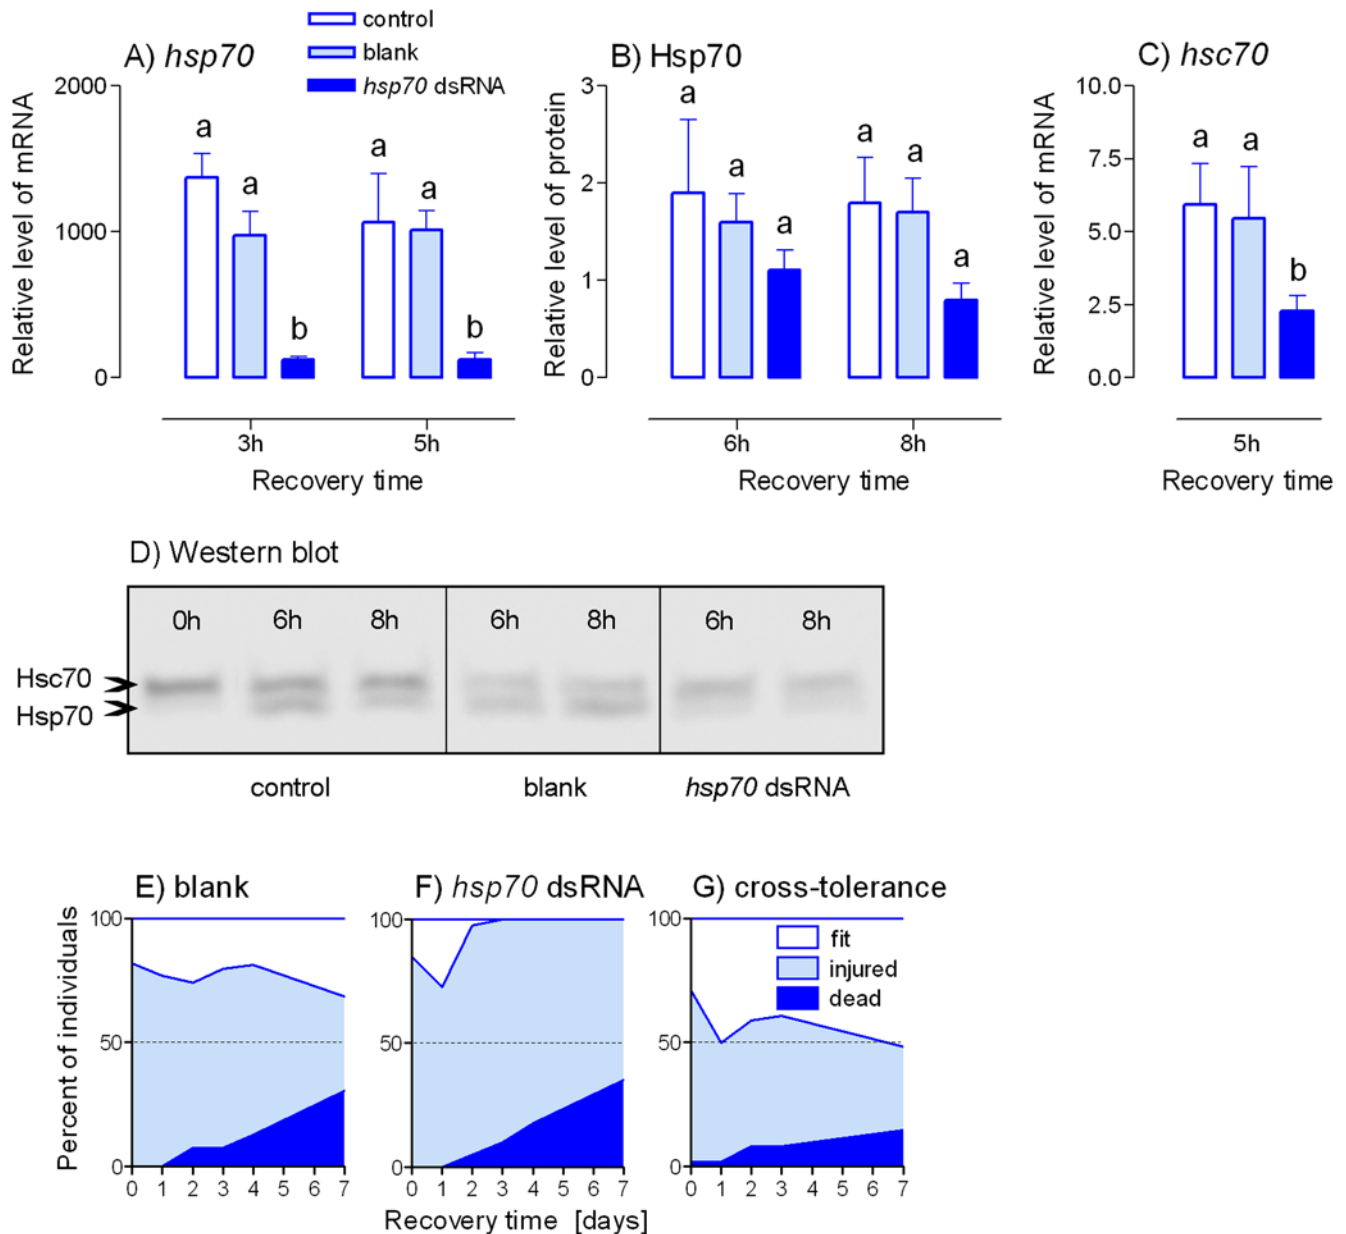 control
blank
hsp70 dsRNA
A) hsp70
Relative level of mRNA
2000
1000
0
a
a
b
a
a
b
3h
5h
Recovery time
B) Hsp70
Relative level of protein
3
2
1
0
a
a
a
a
a
a
6h
8h
Recovery time
C) hsc70
Relative level of mRNA
10.0
7.5
5.0
2.5
0.0
a
a
b
5h
Recovery time
D) Western blot
0h 6h 8h 6h 8h 6h 8h
Hsc70
Hsp70
control
blank
hsp70 dsRNA
E) blank
Percent of individuals
100
50
0
0 1 2 3 4 5 6 7
F) hsp70 dsRNA
100
50
0
0 1 2 3 4 5 6 7
Recovery time [days]
G) cross-tolerance
100
50
0
fit
injured
dead
0 1 2 3 4 5 6 7